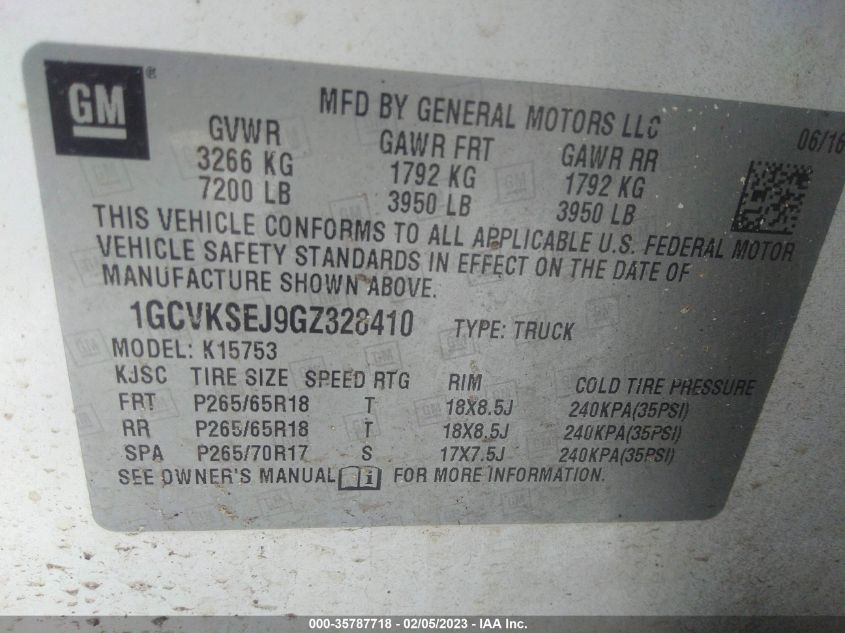 GM®
MFD BY GENERAL MOTORS LLC
06/16
GVWR GAWR FRT GAWR RR
3266 KG 1792 KG 1792 KG
7200 LB 3950 LB 3950 LB
THIS VEHICLE CONFORMS TO ALL APPLICABLE U.S. FEDERAL MOTOR
VEHICLE SAFETY STANDARDS IN EFFECT ON THE DATE OF
MANUFACTURE SHOWN ABOVE.
1GCVKSEJ9GZ328410 TYPE: TRUCK
MODEL: K15753
KJSC TIRE SIZE SPEED RTG RIM COLD TIRE PRESSURE
FRT P265/65R18 T 18X8.5J 240KPA(35PSI)
RR P265/65R18 T 18X8.5J 240KPA(35PSI)
SPA P265/70R17 S 17X7.5J 240KPA(35PSI)
SEE OWNER'S MANUAL i FOR MORE INFORMATION.
000-35787718 - 02/05/2023 - IAA Inc.